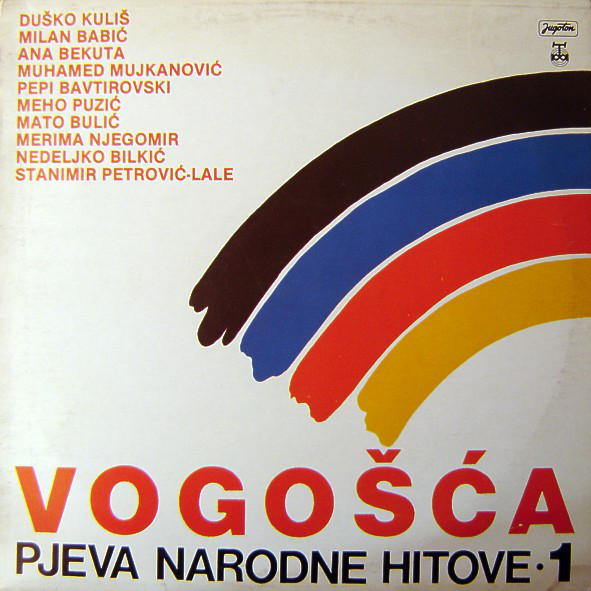 DUŠKO KULIŠ
MILAN BABIĆ
ANA BEKUTA
MUHAMED MUJKANOVIĆ
PEPI BAVTIROVSKI
MEHO PUZIĆ
MATO BULIĆ
MERIMA NJEGOMIR
NEDELJKO BILKIĆ
STANIMIR PETROVIĆ-LALE
Jugoton
VOGOŠĆA
PJEVA NARODNE HITOVE·1